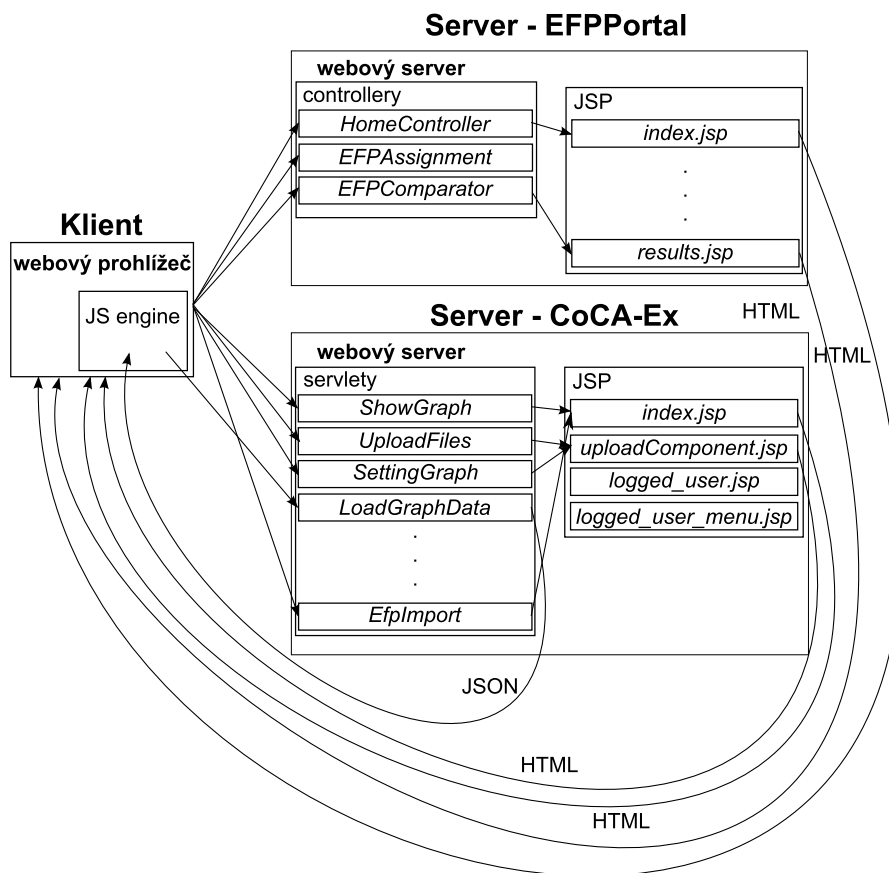 Server - EFPPortal
webový server
controllery
HomeController
EFPAssignment
EFPComparator
JSP
index.jsp
.
.
.
results.jsp
Klient
webový prohlížeč
JS engine
HTML
HTML
Server - CoCA-Ex
webový server
servlety
ShowGraph
UploadFiles
SettingGraph
LoadGraphData
.
.
.
EfpImport
JSP
index.jsp
uploadComponent.jsp
logged_user.jsp
logged_user_menu.jsp
JSON
HTML
HTML